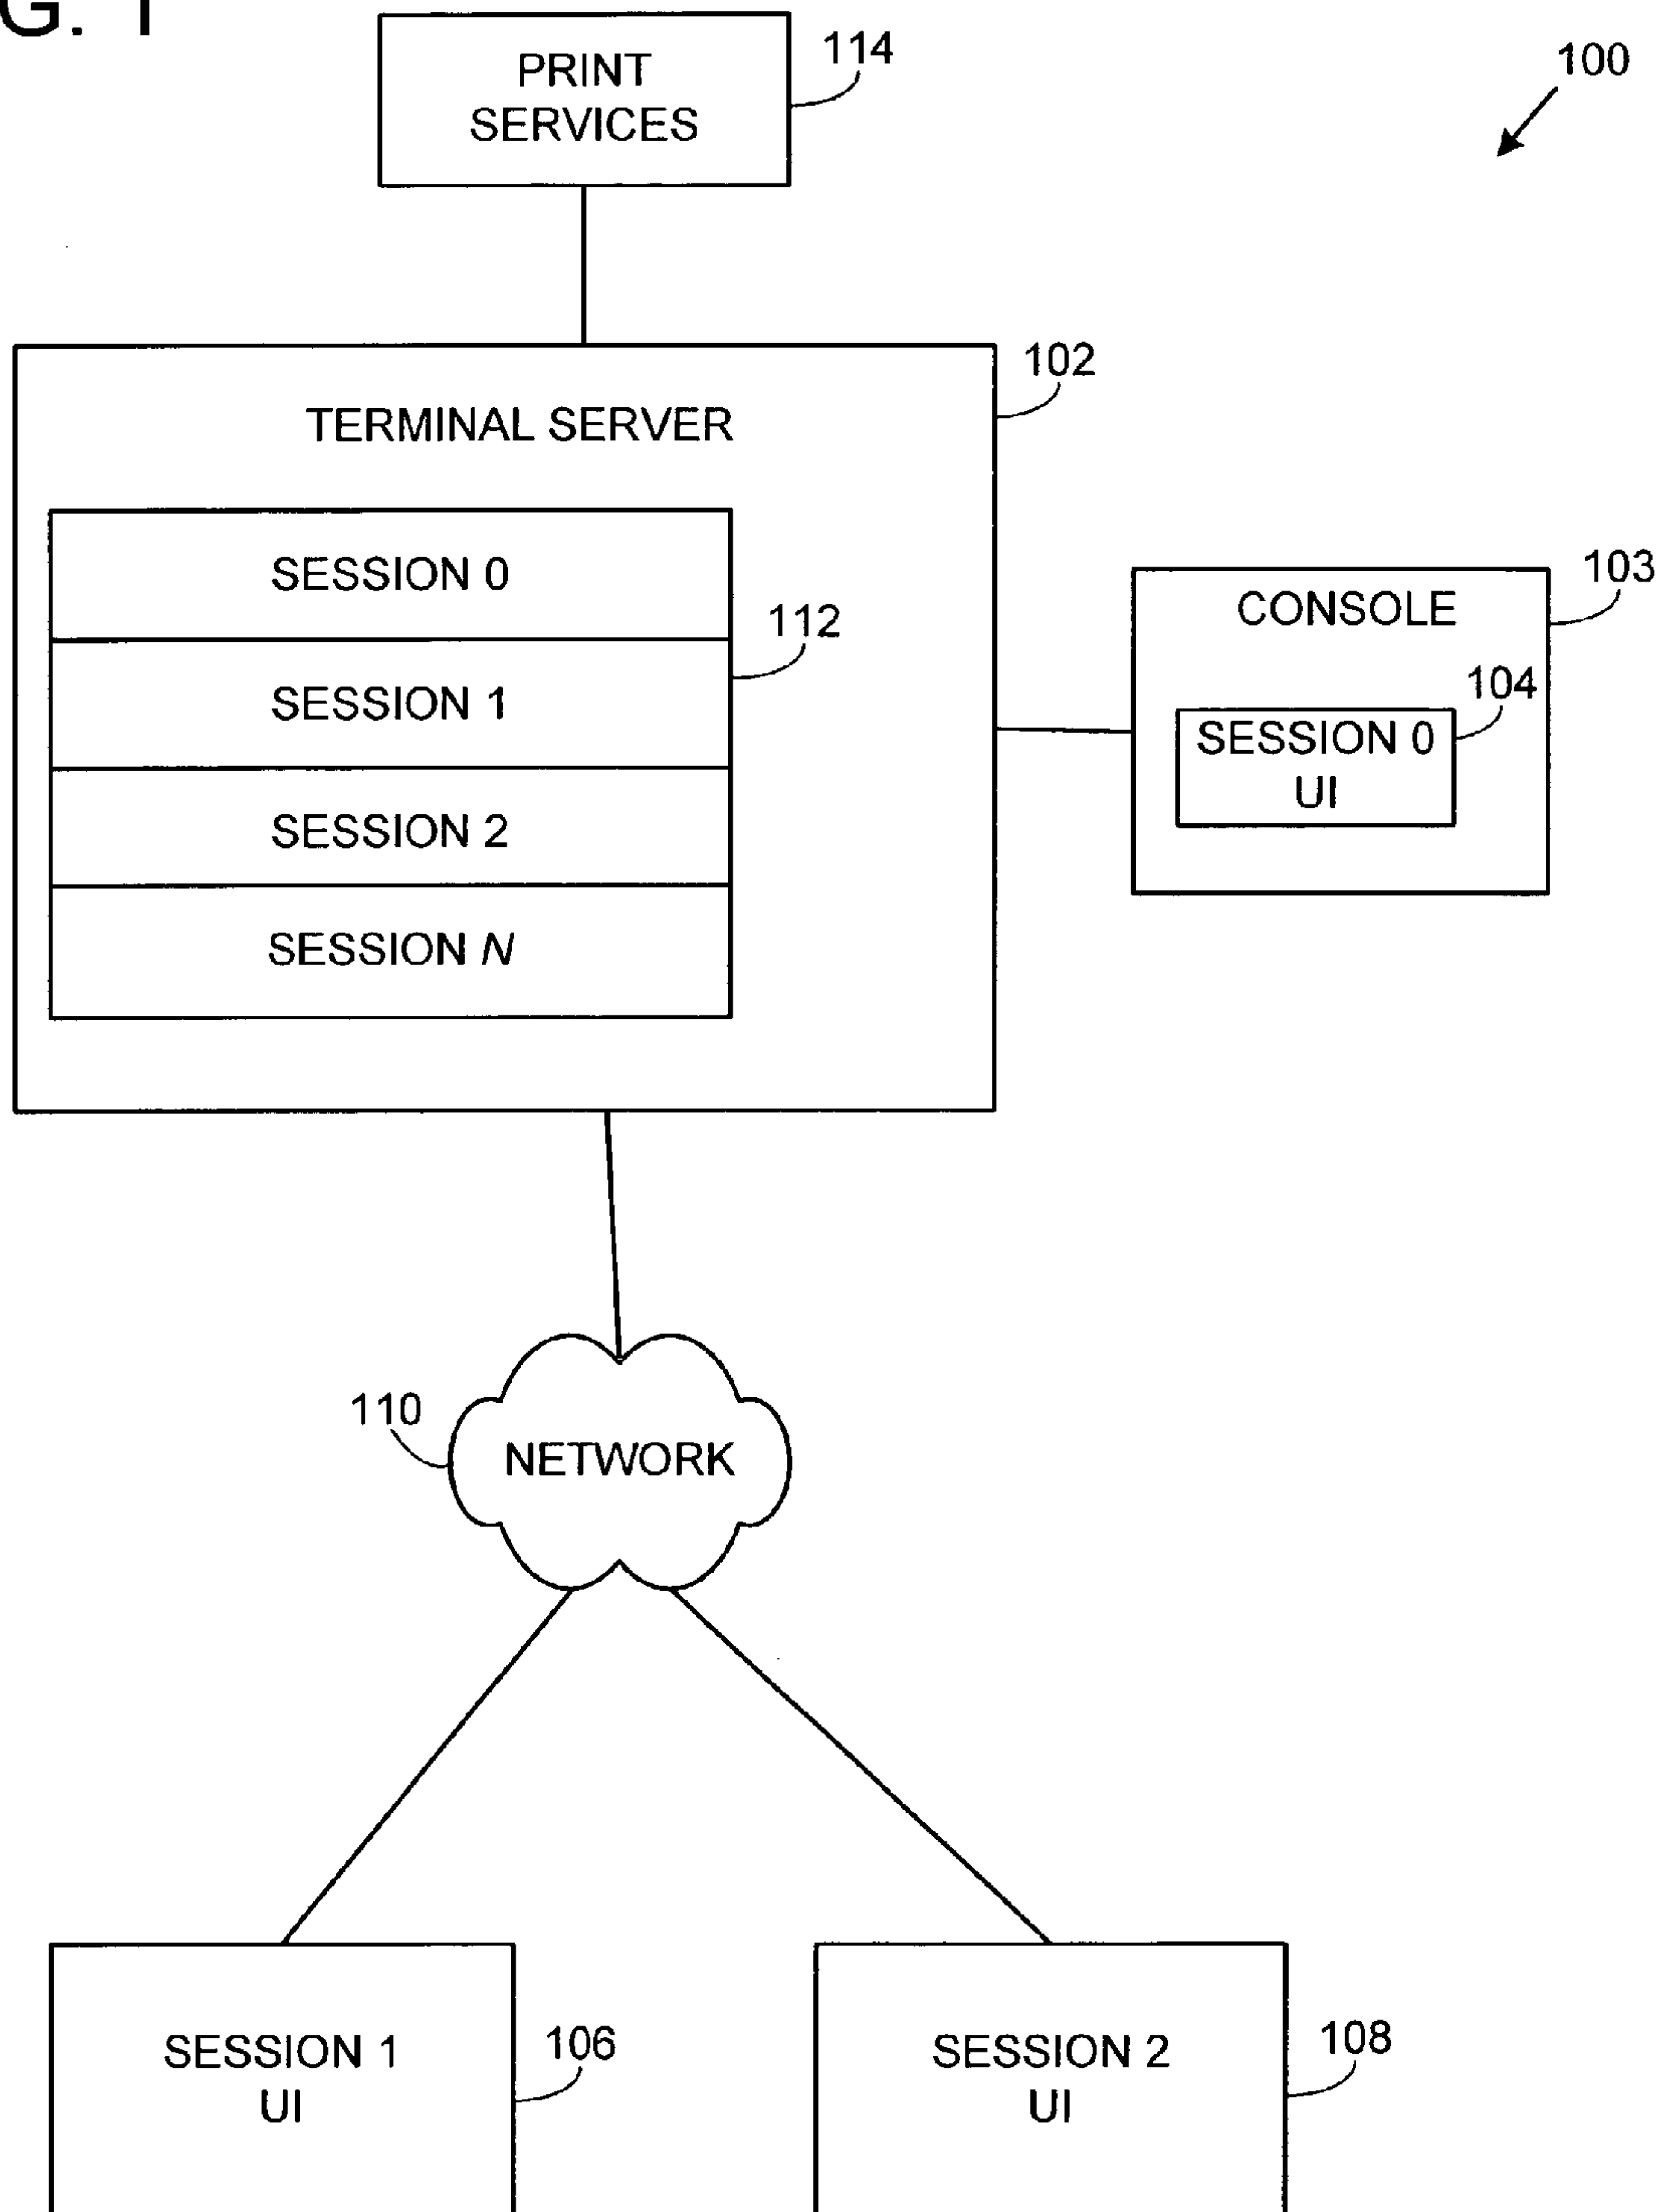 G. 1
PRINT
SERVICES
114
100
102
TERMINAL SERVER
SESSION 0
112
SESSION 1
SESSION 2
SESSION N
103
CONSOLE
104
SESSION 0
UI
110
NETWORK
SESSION 1
UI
106
SESSION 2
UI
108